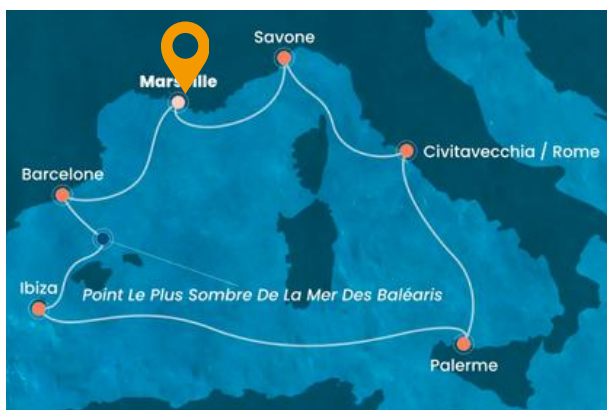 Savone
Marseille
Civitavecchia / Rome
Barcelone
Ibiza
Point Le Plus Sombre De La Mer Des Baléaris
Palerme